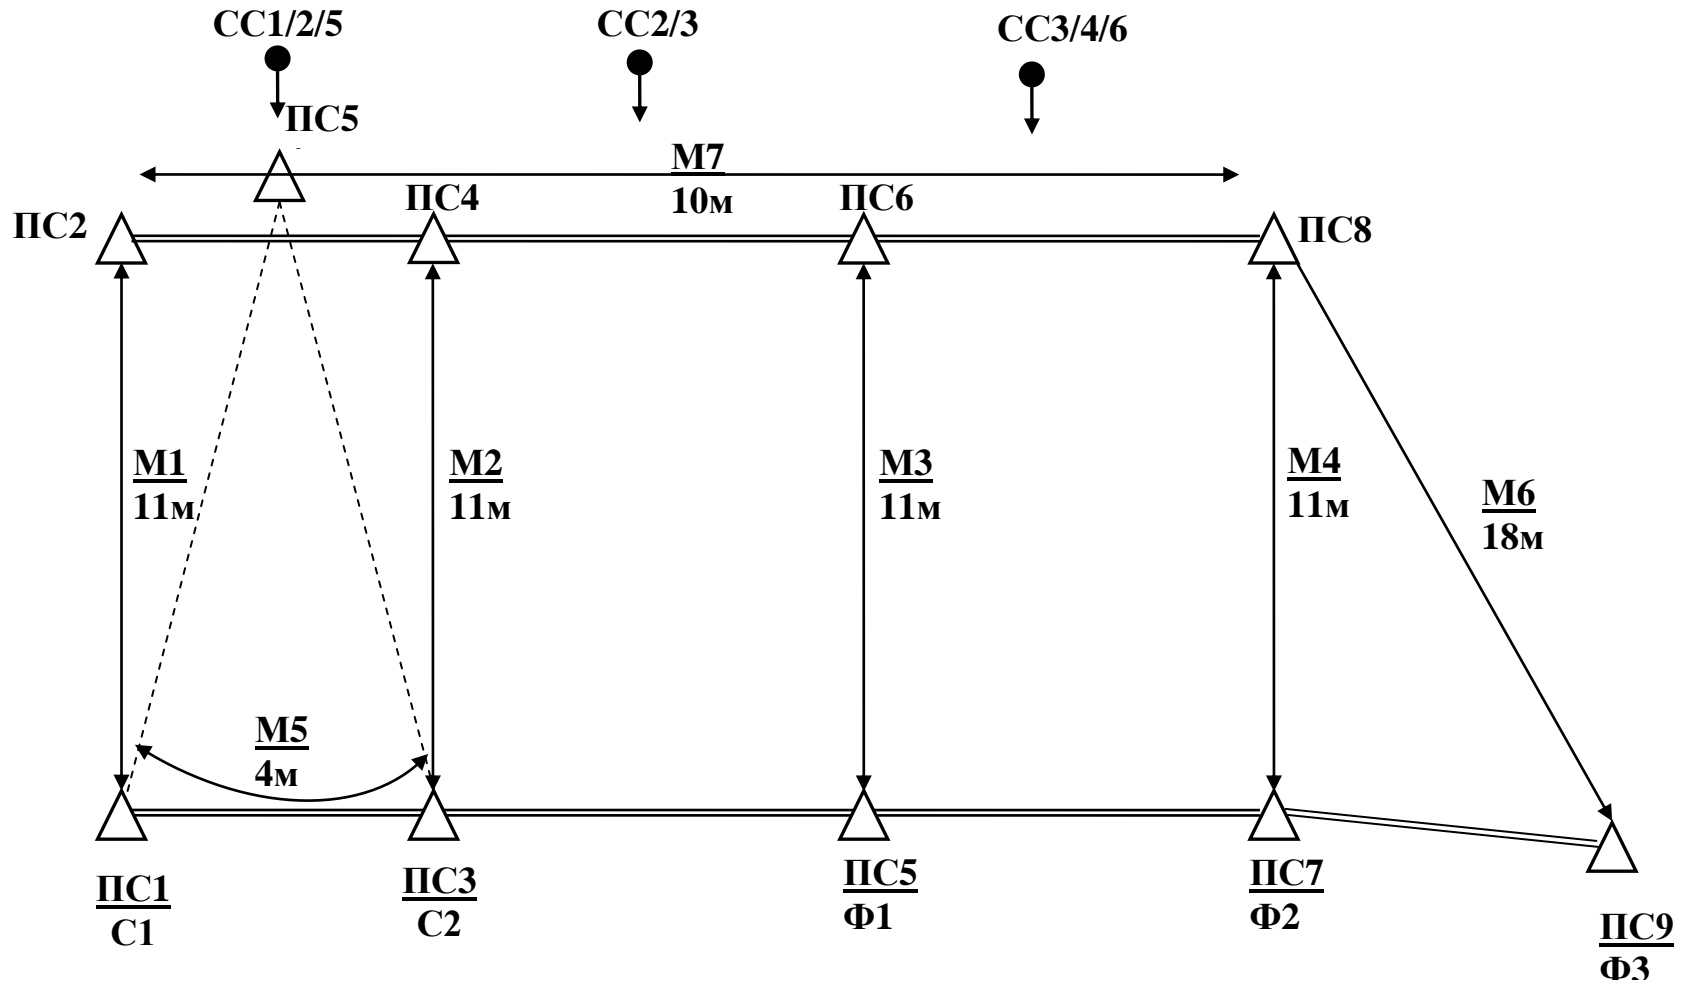 СС1/2/5
СС2/3
СС3/4/6
ПС5
М7
10м
ПС2
ПС4
ПС6
ПС8
М1
11м
М2
11м
М3
11м
М4
11м
М6
18м
М5
4м
ПС1
С1
ПС3
С2
ПС5
Ф1
ПС7
Ф2
ПС9
Ф3